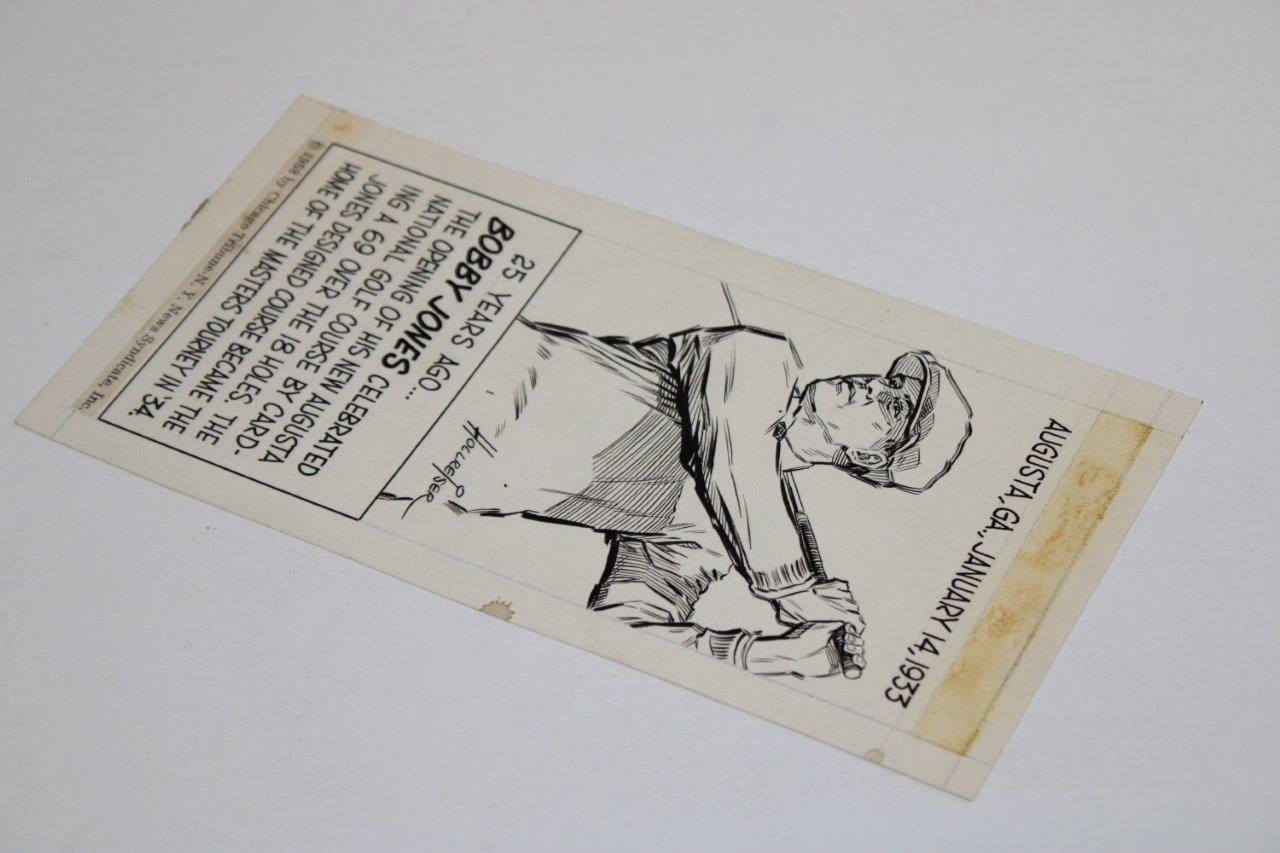 AUGUSTA, GA., JANUARY 14, 1933
Hollreiser
25 YEARS AGO...
BOBBY JONES CELEBRATED
THE OPENING OF HIS NEW AUGUSTA
NATIONAL GOLF COURSE BY CARD-
ING A 69 OVER THE 18 HOLES. THE
JONES DESIGNED COURSE BECAME THE
HOME OF THE MASTERS TOURNEY IN '34.
© 1958 by Chicago Tribune-N. Y. News Syndicate, Inc.